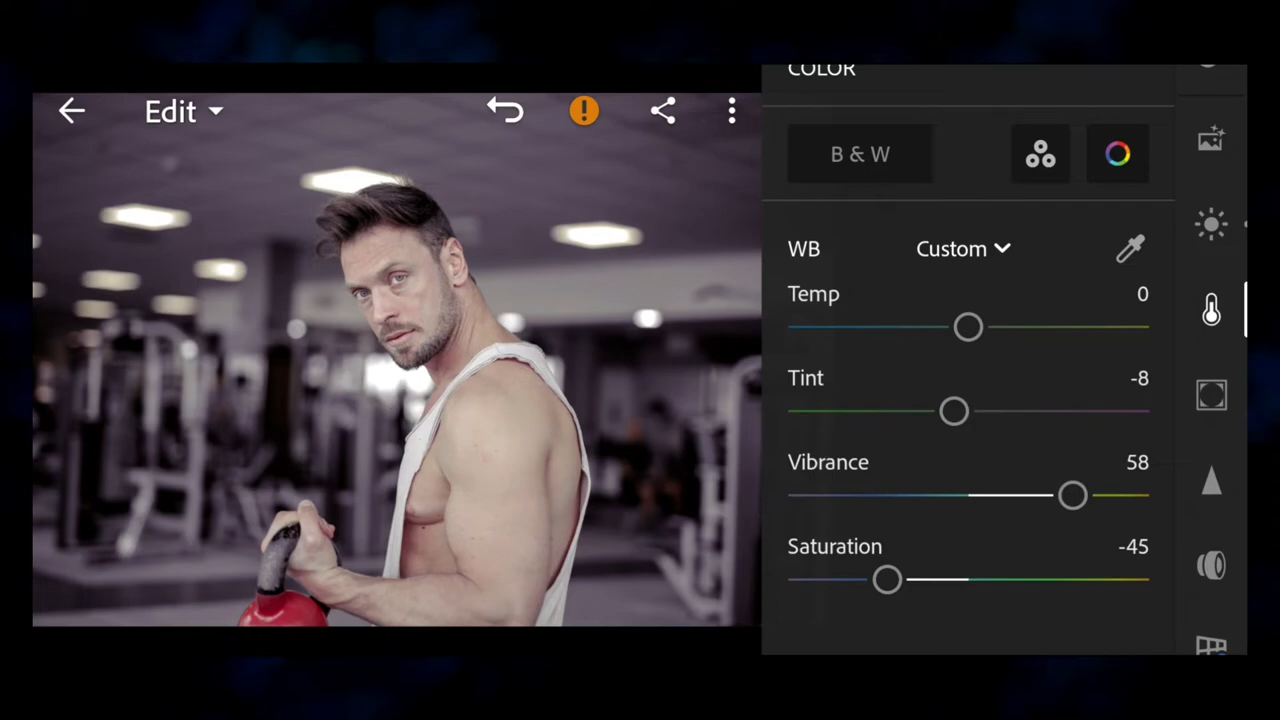 COLOR
Edit
B & W
WB
Custom
Temp
0
Tint
-8
Vibrance
58
Saturation
-45